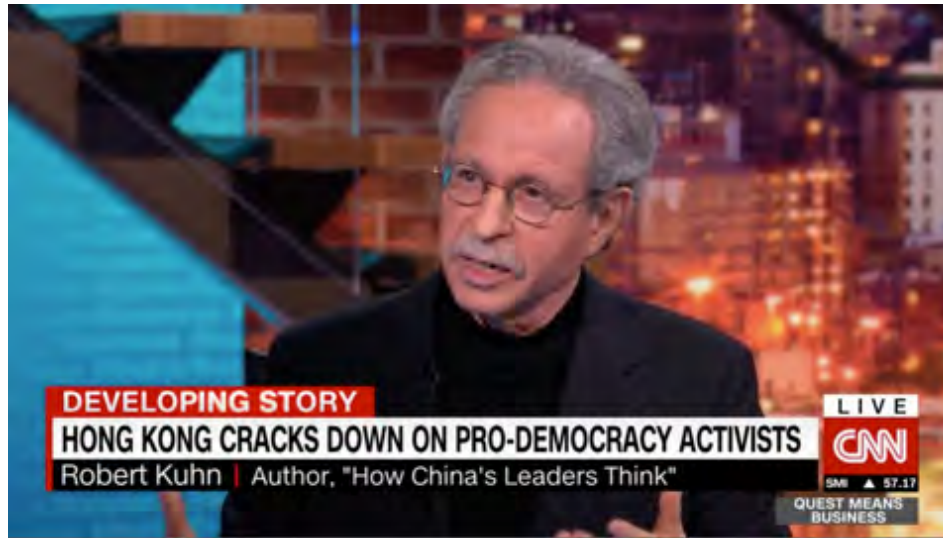 DEVELOPING STORY
HONG KONG CRACKS DOWN ON PRO-DEMOCRACY ACTIVISTS
Robert Kuhn | Author, "How China's Leaders Think"
LIVE
CNN
SMI ▲ 57.17
QUEST MEANS
BUSINESS